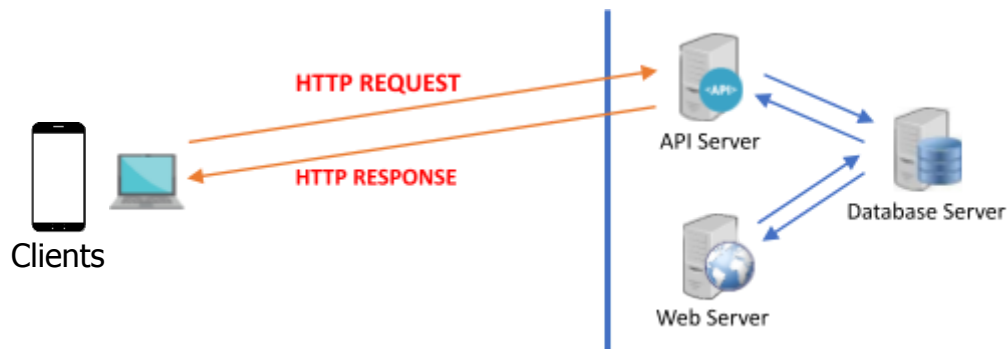 HTTP REQUEST
<API>
API Server
HTTP RESPONSE
Database Server
Clients
Web Server